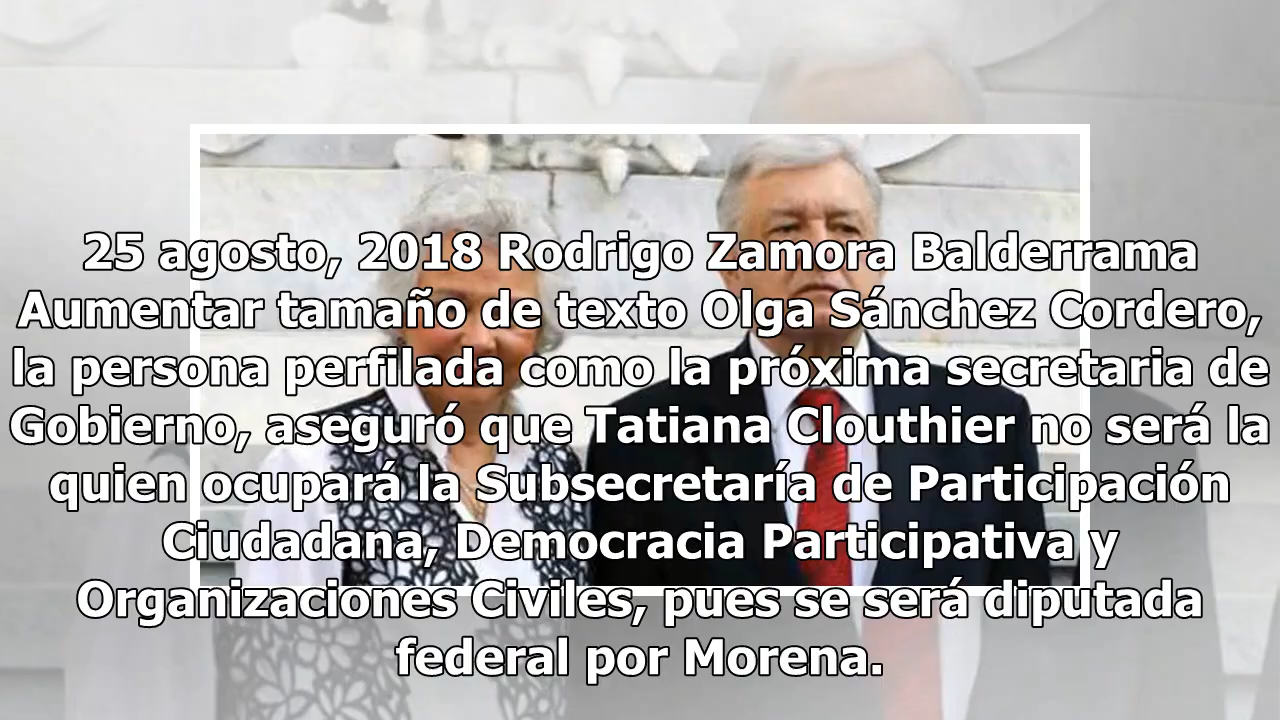 25 agosto, 2018 Rodrigo Zamora Balderrama
Aumentar tamaño de texto Olga Sánchez Cordero,
la persona perfilada como la próxima secretaria de
Gobierno, aseguró que Tatiana Clouthier no será la
quien ocupará la Subsecretaría de Participación
Ciudadana, Democracia Participativa y
Organizaciones Civiles, pues se será diputada
federal por Morena.